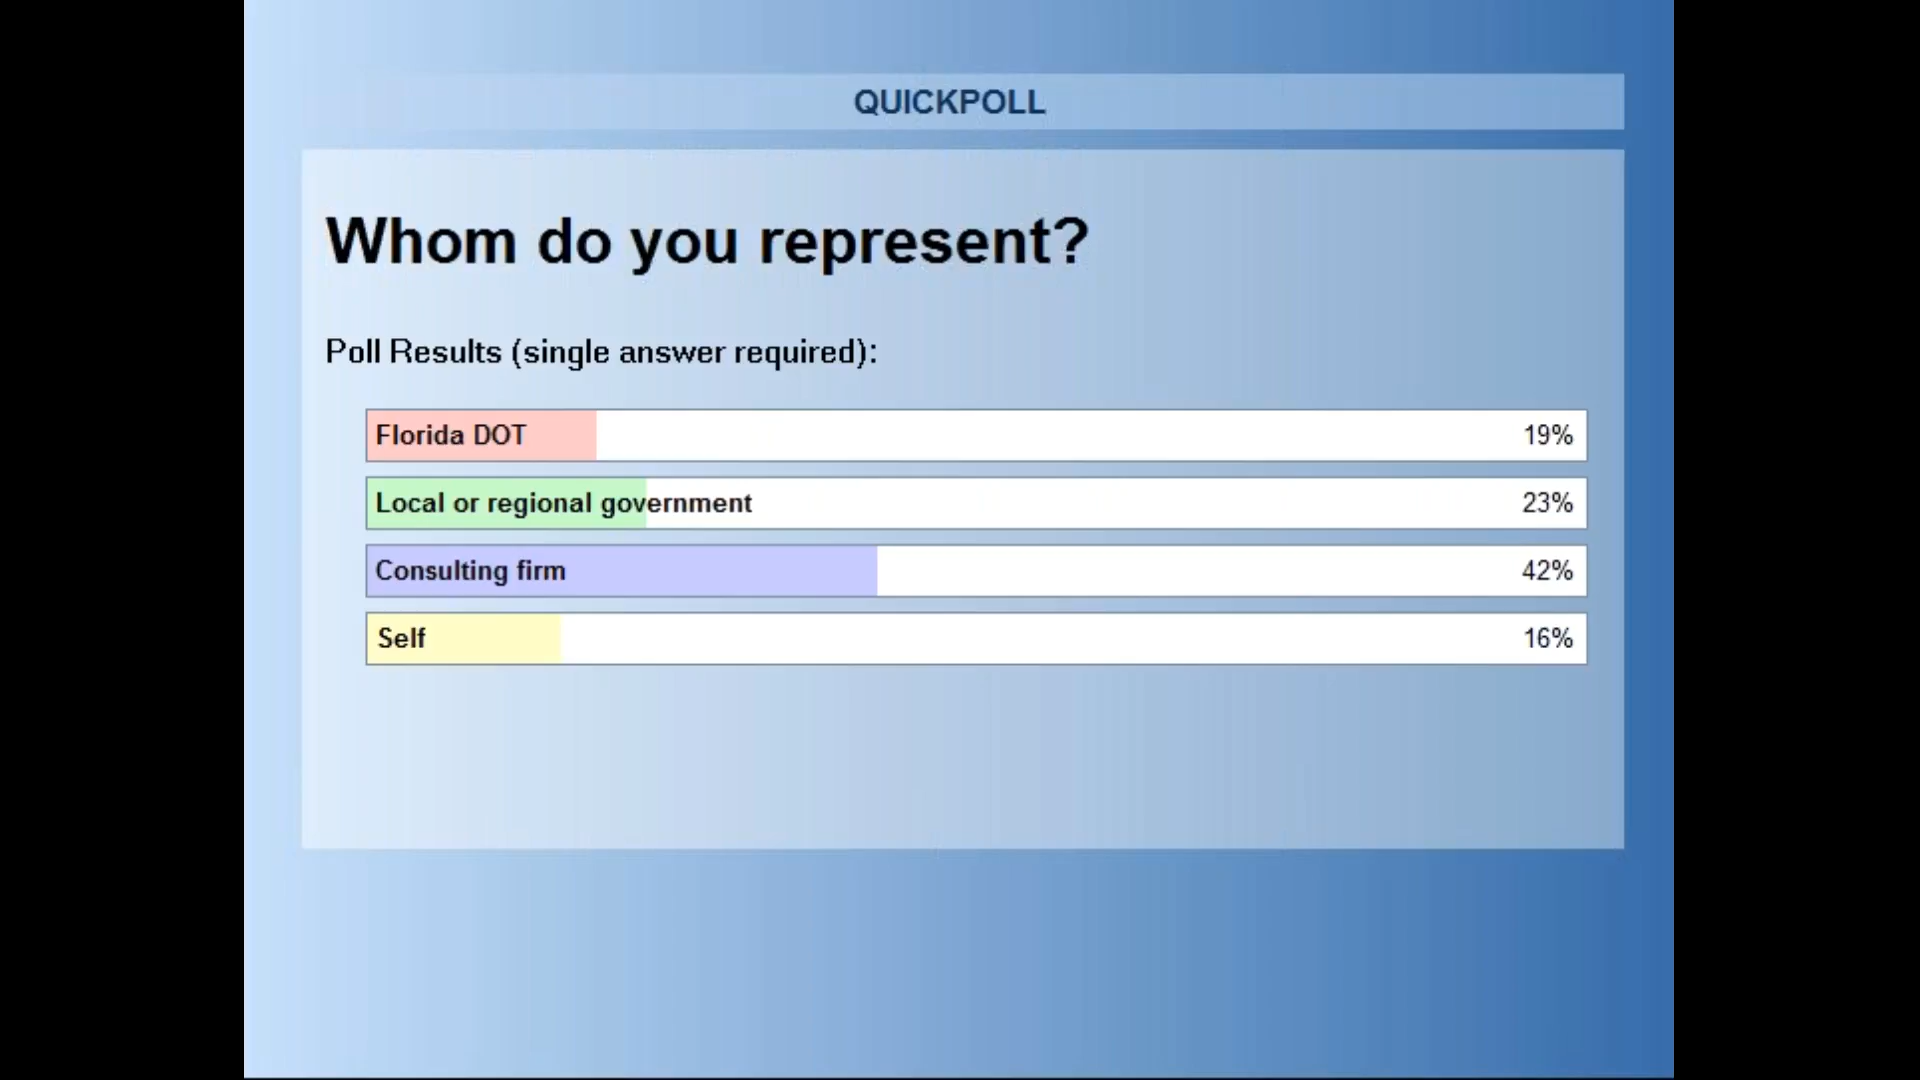 QUICKPOLL
Whom do you represent?
Poll Results (single answer required):
Florida DOT 19%
Local or regional government 23%
Consulting firm 42%
Self 16%